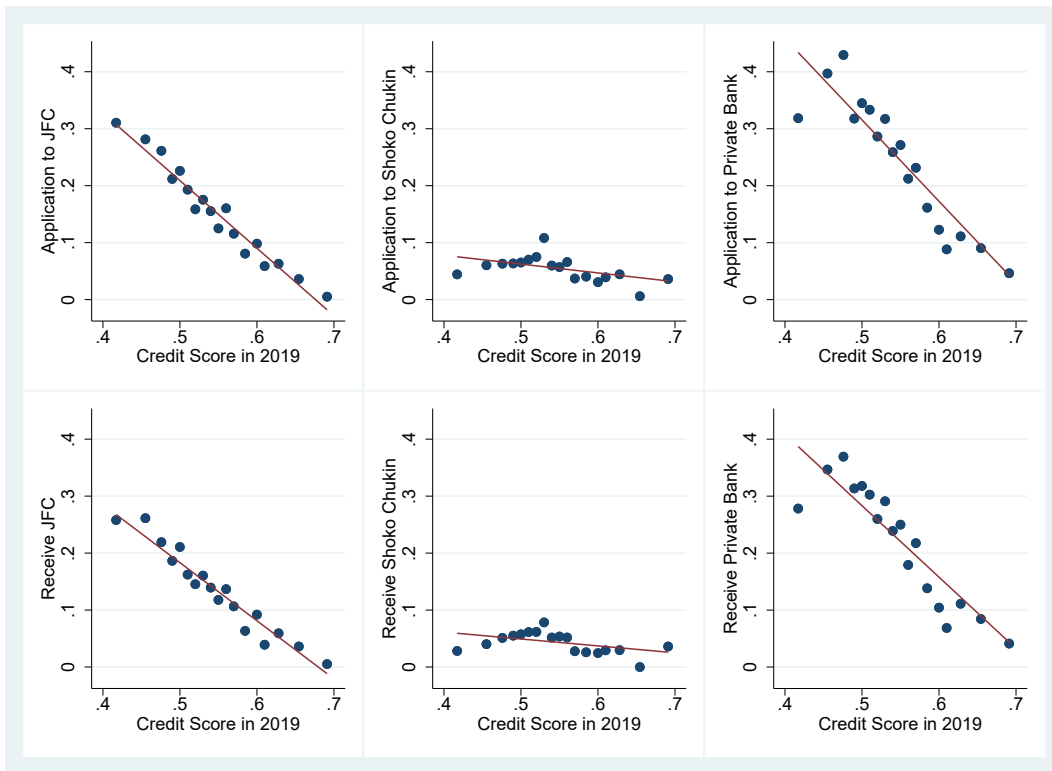 Application to JFC
.4
.3
.2
.1
0
.4 .5 .6 .7
Credit Score in 2019
Application to Shoko Chukin
.4
.3
.2
.1
0
.4 .5 .6 .7
Credit Score in 2019
Application to Private Bank
.4
.3
.2
.1
0
.4 .5 .6 .7
Credit Score in 2019
Receive JFC
.4
.3
.2
.1
0
.4 .5 .6 .7
Credit Score in 2019
Receive Shoko Chukin
.4
.3
.2
.1
0
.4 .5 .6 .7
Credit Score in 2019
Receive Private Bank
.4
.3
.2
.1
0
.4 .5 .6 .7
Credit Score in 2019